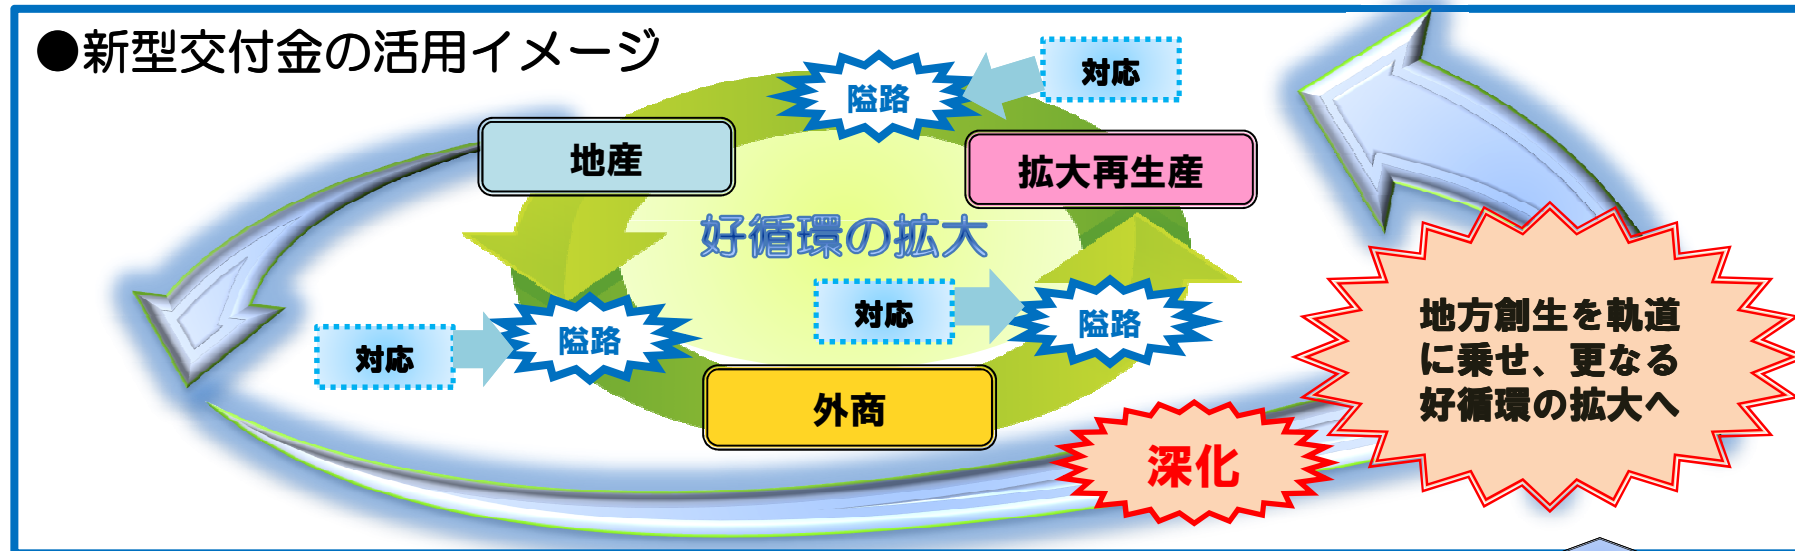 ●新型交付金の活用イメージ
隘路
対応
地産
拡大再生産
好循環の拡大
対応
隘路
対応
隘路
外商
深化
地方創生を軌道
に乗せ、更なる
好循環の拡大へ